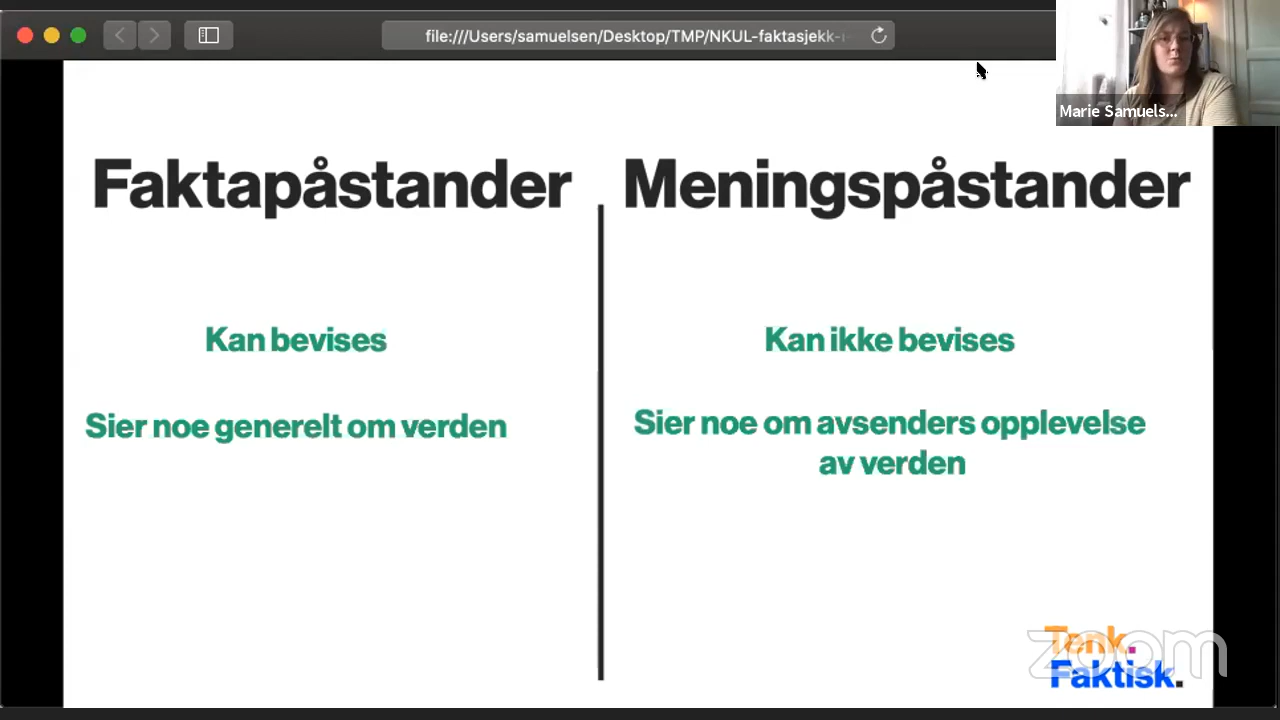 file:///Users/samuelsen/Desktop/TMP/NKUL-faktasjekk-i-
Marie Samuels...
Faktapåstander
Meningspåstander
Kan bevises
Kan ikke bevises
Sier noe generelt om verden
Sier noe om avsenders opplevelse
av verden
Tenk.
zoom
Faktisk.